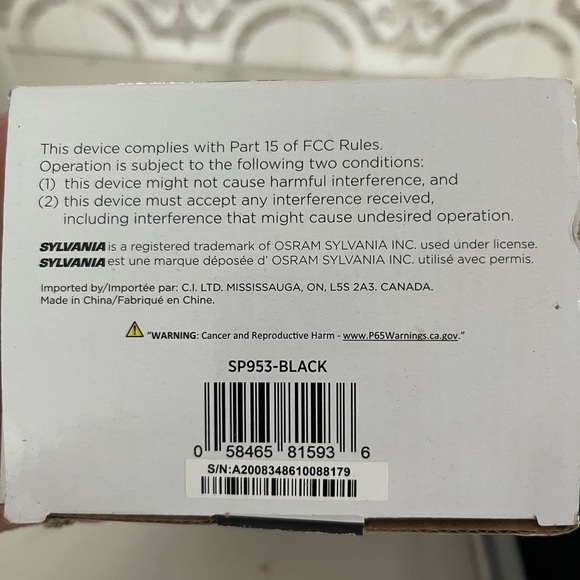 This device complies with Part 15 of FCC Rules.
Operation is subject to the following two conditions:
(1) this device might not cause harmful interference, and
(2) this device must accept any interference received,
including interference that might cause undesired operation.
SYLVANIA is a registered trademark of OSRAM SYLVANIA INC. used under license.
SYLVANIA est une marque déposée d' OSRAM SYLVANIA INC. utilisé avec permis.
Imported by/Importée par: C.I. LTD. MISSISSAUGA, ON, L5S 2A3. CANADA.
Made in China/Fabriqué en Chine.
"WARNING: Cancer and Reproductive Harm - www.P65Warnings.ca.gov."
SP953-BLACK
0 58465 81593 6
S/N:A2008348610088179